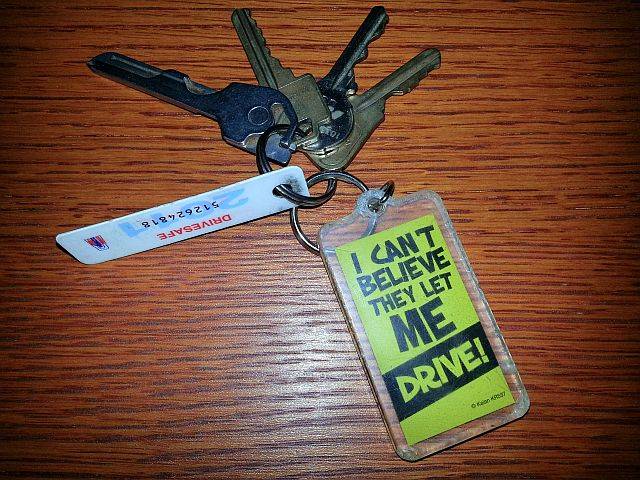 I CAN'T
BELIEVE
THEY LET
ME
DRIVE!
DRIVESAFE
512624818